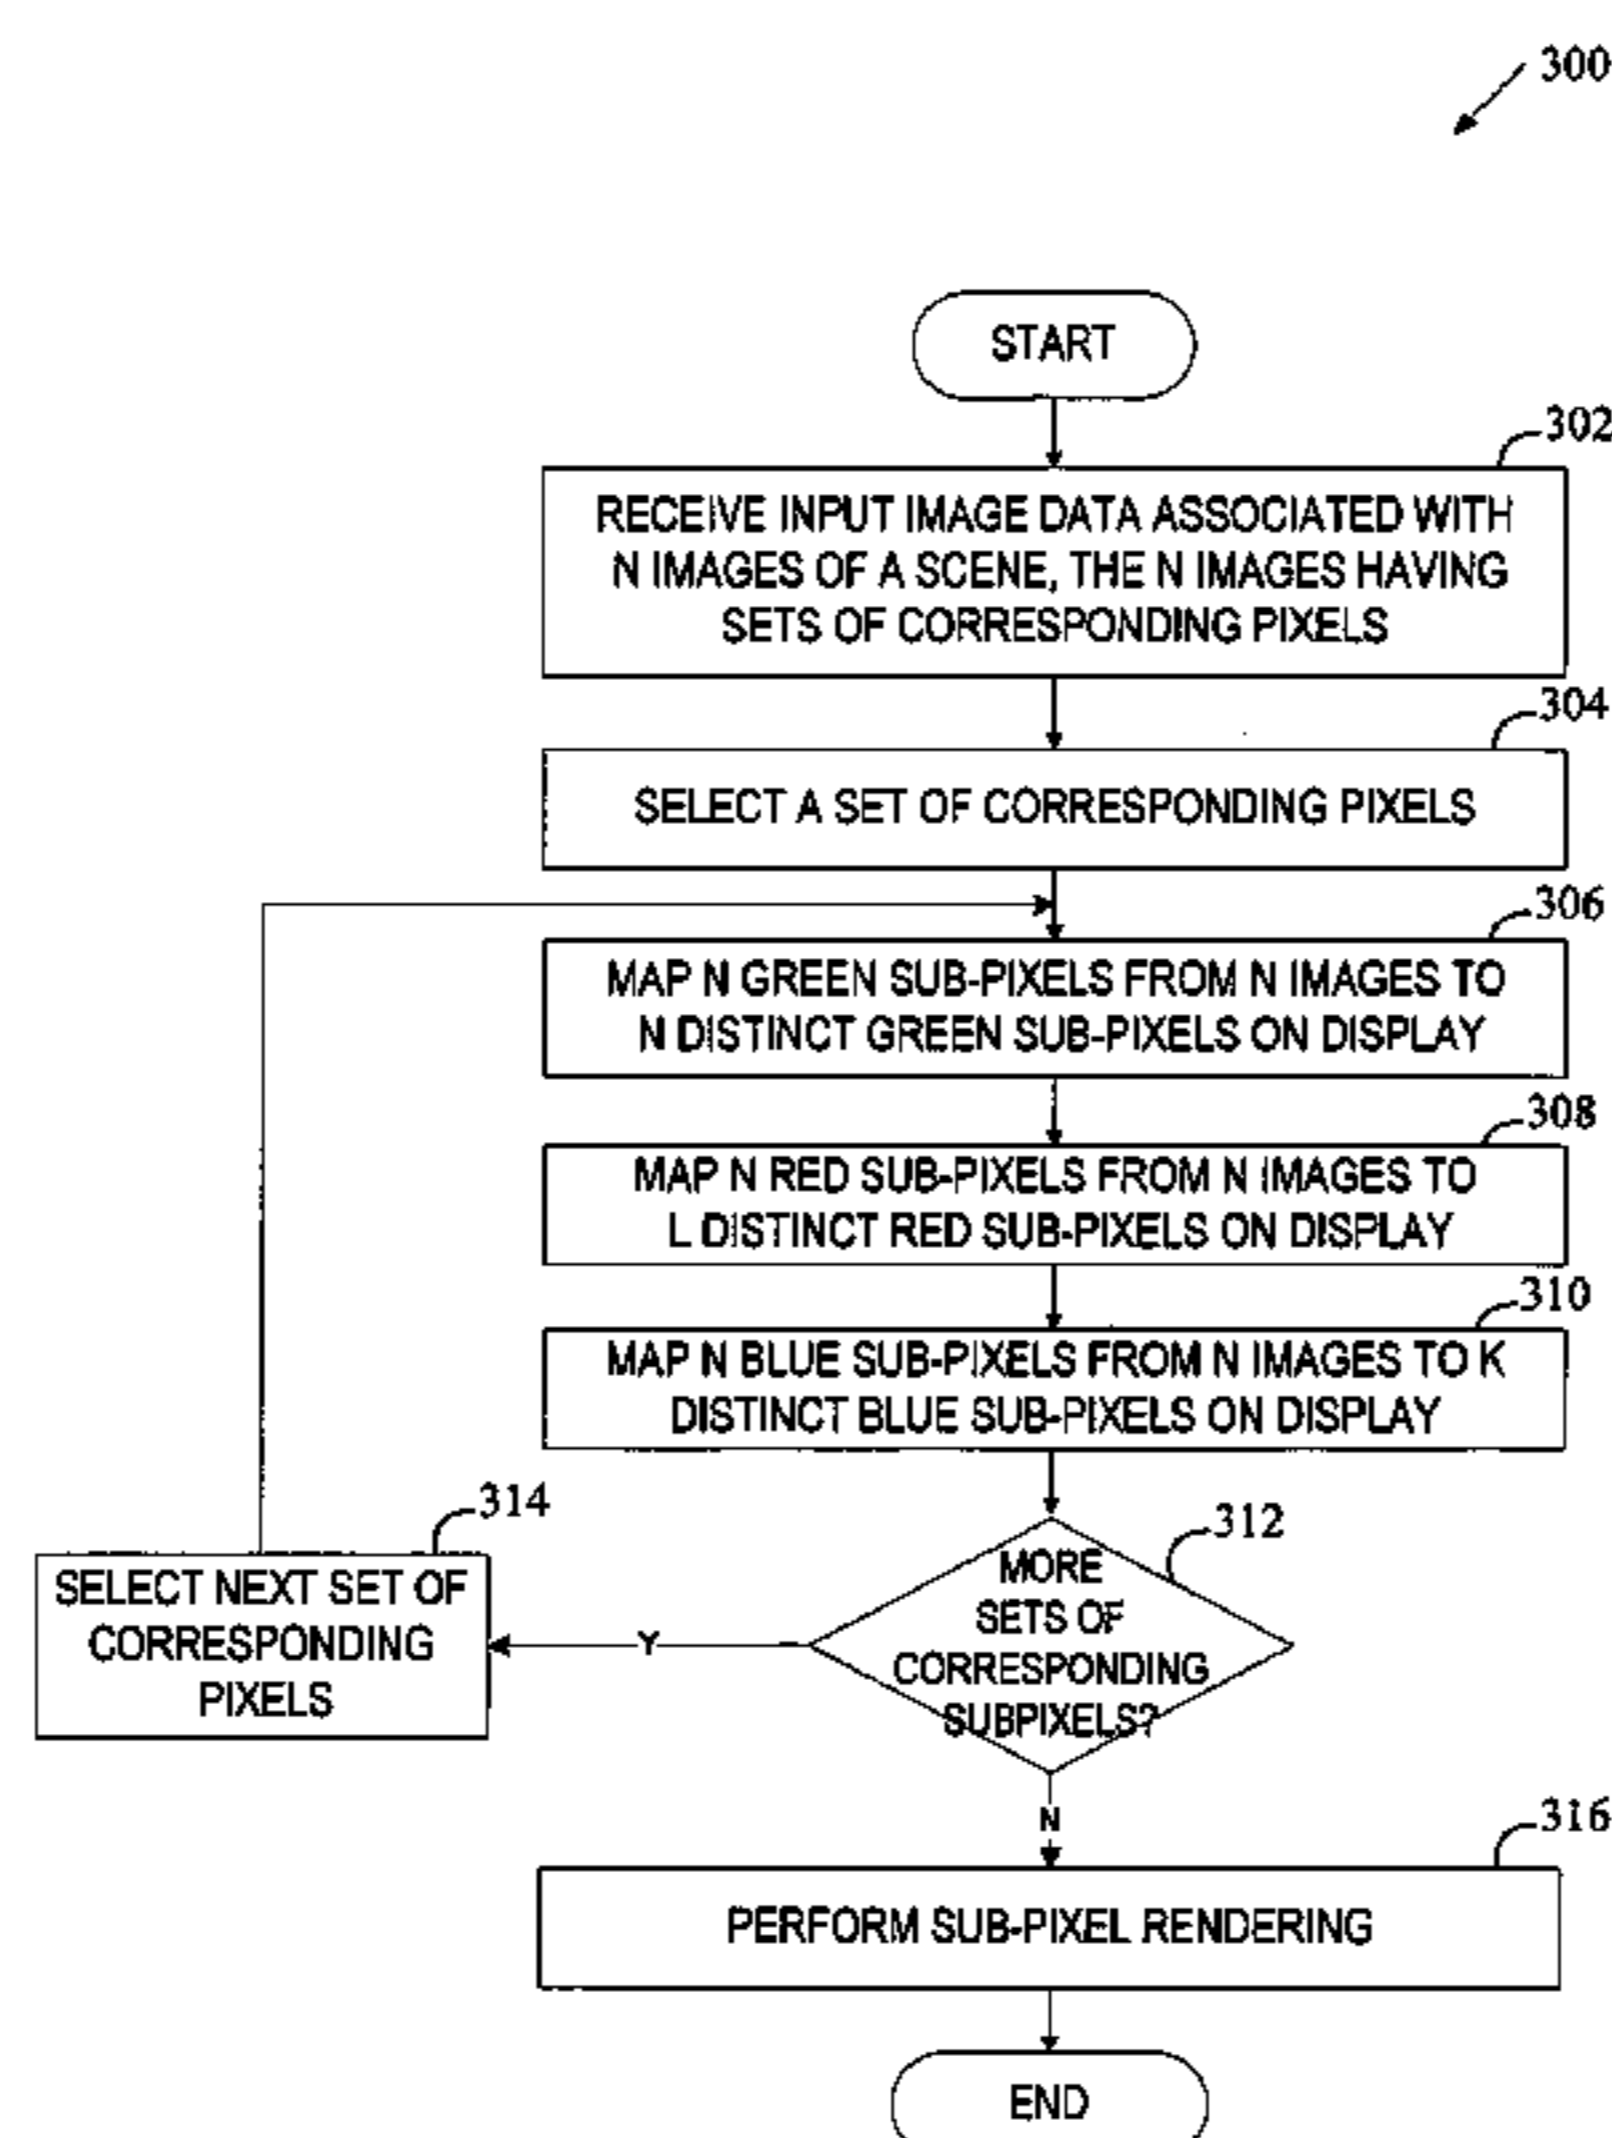 300
START
302
RECEIVE INPUT IMAGE DATA ASSOCIATED WITH
N IMAGES OF A SCENE, THE N IMAGES HAVING
SETS OF CORRESPONDING PIXELS
304
SELECT A SET OF CORRESPONDING PIXELS
306
MAP N GREEN SUB-PIXELS FROM N IMAGES TO
N DISTINCT GREEN SUB-PIXELS ON DISPLAY
308
MAP N RED SUB-PIXELS FROM N IMAGES TO
L DISTINCT RED SUB-PIXELS ON DISPLAY
310
MAP N BLUE SUB-PIXELS FROM N IMAGES TO K
DISTINCT BLUE SUB-PIXELS ON DISPLAY
312
MORE
SETS OF
CORRESPONDING
SUBPIXELS?
Y
314
SELECT NEXT SET OF
CORRESPONDING
PIXELS
N
316
PERFORM SUB-PIXEL RENDERING
END